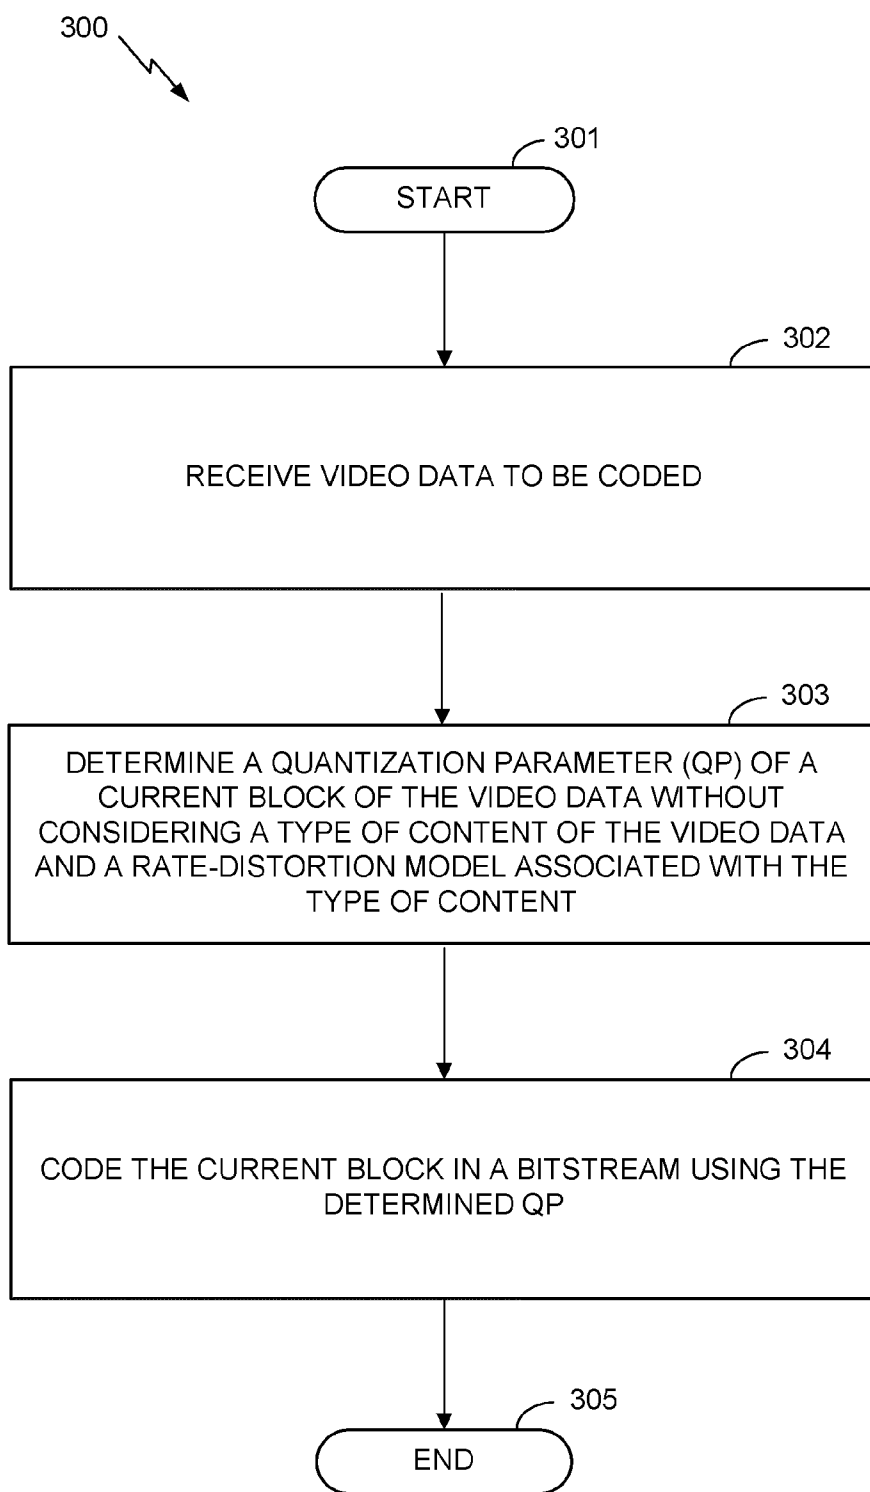 300
301
START
302
RECEIVE VIDEO DATA TO BE CODED
303
DETERMINE A QUANTIZATION PARAMETER (QP) OF A
CURRENT BLOCK OF THE VIDEO DATA WITHOUT
CONSIDERING A TYPE OF CONTENT OF THE VIDEO DATA
AND A RATE-DISTORTION MODEL ASSOCIATED WITH THE
TYPE OF CONTENT
304
CODE THE CURRENT BLOCK IN A BITSTREAM USING THE
DETERMINED QP
305
END